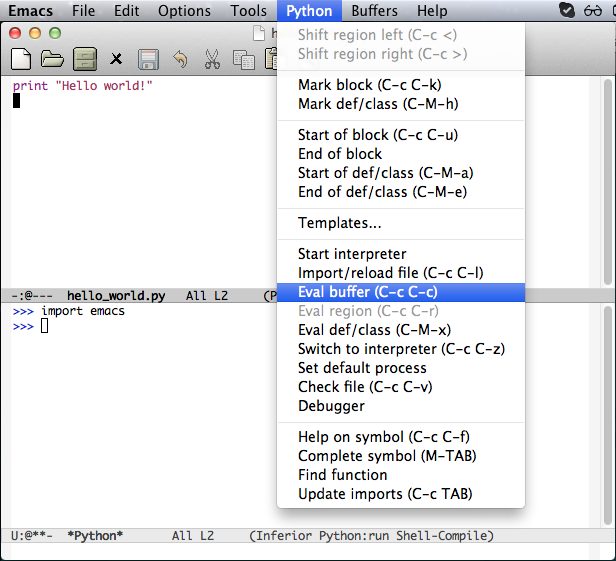 Emacs File Edit Options Tools Python Buffers Help
print "Hello world!"
-:@--- hello_world.py All L2
>>> import emacs
>>>
U:@**- *Python* All L2 (Inferior Python:run Shell-Compile)
Shift region left (C-c <)
Shift region right (C-c >)
Mark block (C-c C-k)
Mark def/class (C-M-h)
Start of block (C-c C-u)
End of block
Start of def/class (C-M-a)
End of def/class (C-M-e)
Templates...
Start interpreter
Import/reload file (C-c C-l)
Eval buffer (C-c C-c)
Eval region (C-c C-r)
Eval def/class (C-M-x)
Switch to interpreter (C-c C-z)
Set default process
Check file (C-c C-v)
Debugger
Help on symbol (C-c C-f)
Complete symbol (M-TAB)
Find function
Update imports (C-c TAB)